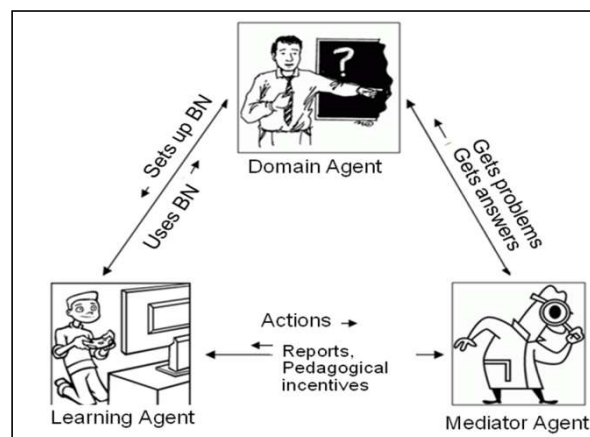 ?
Domain Agent
Sets up BN
Uses BN
Gets problems
Gets answers
Actions
Reports,
Pedagogical
incentives
Learning Agent
Mediator Agent